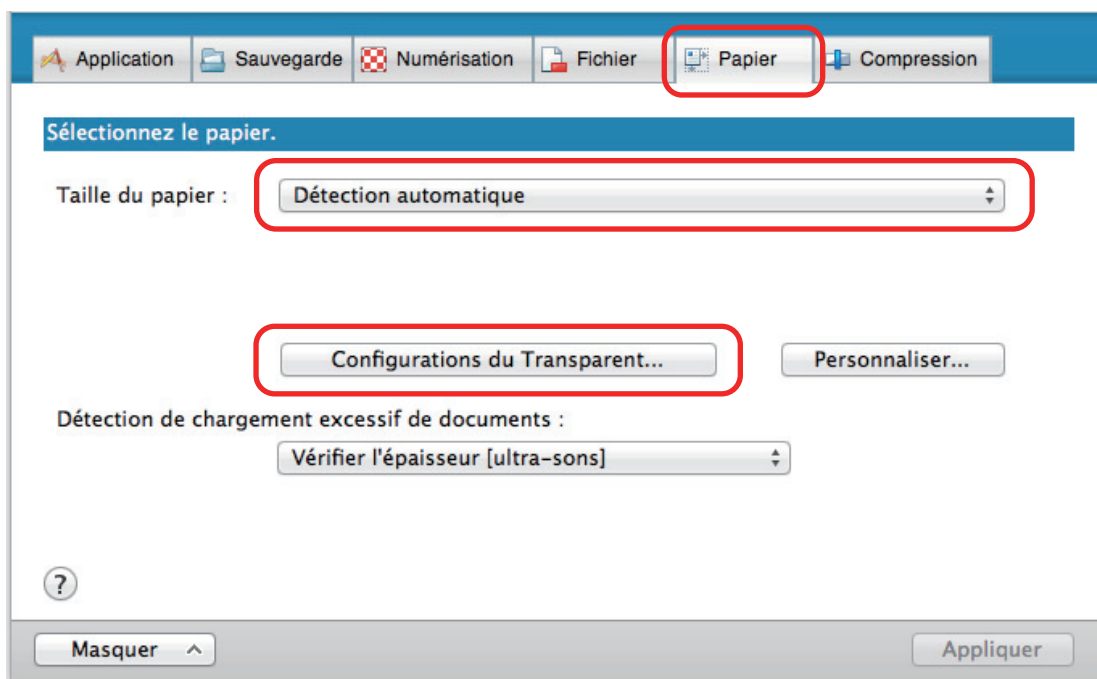 Application Sauvegarde Numérisation Fichier Papier Compression
Sélectionnez le papier.
Taille du papier : Détection automatique
Configurations du Transparent... Personnaliser...
Détection de chargement excessif de documents :
Vérifier l'épaisseur [ultra-sons]
?
Masquer Appliquer